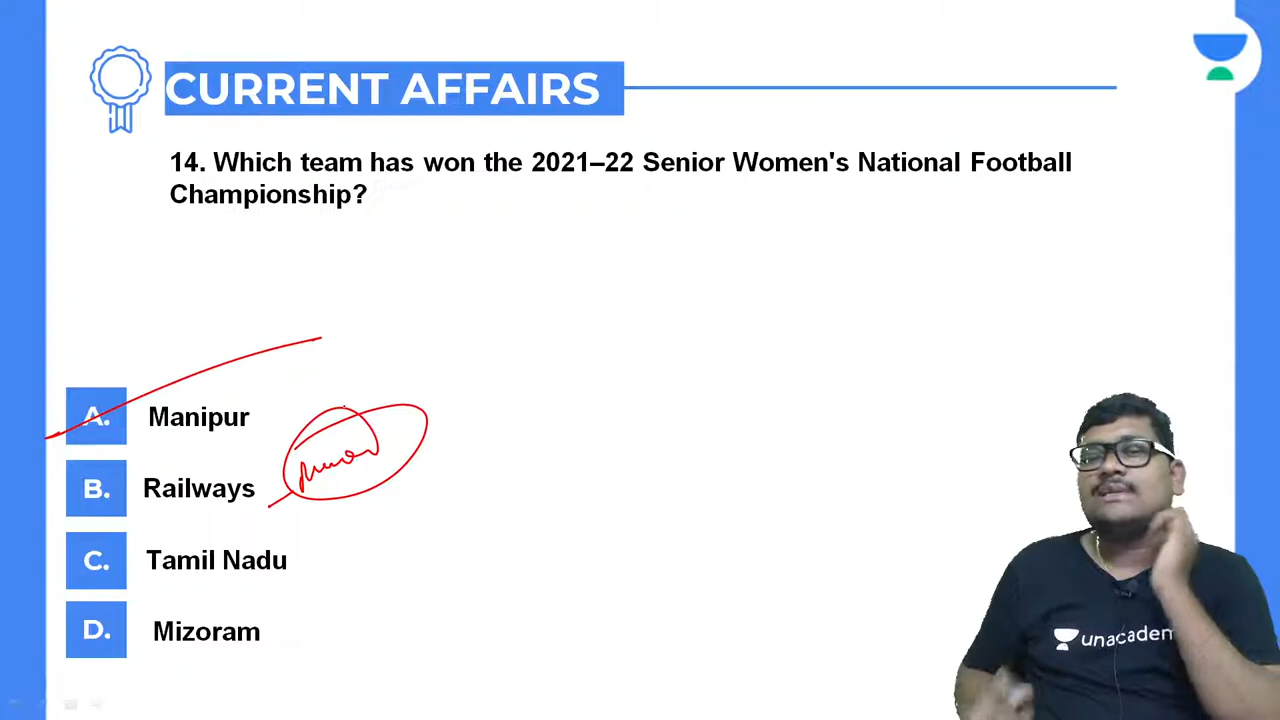 CURRENT AFFAIRS
14. Which team has won the 2021–22 Senior Women's National Football
Championship?
A. Manipur
B. Railways
C. Tamil Nadu
D. Mizoram